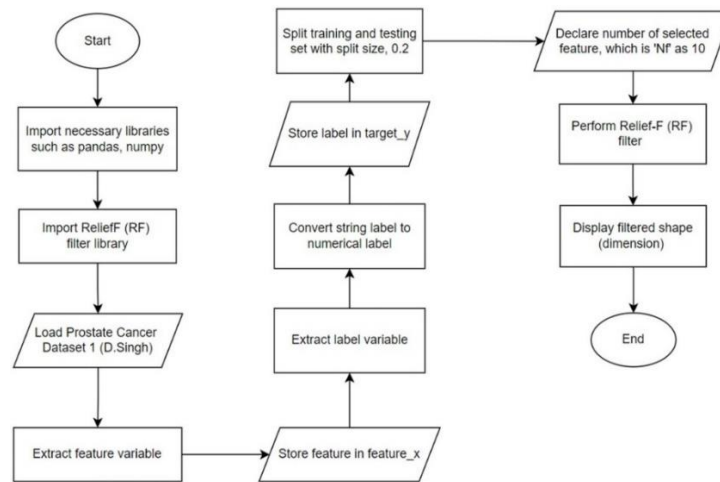 Start
Import necessary libraries
such as pandas, numpy
Import ReliefF (RF)
filter library
Load Prostate Cancer
Dataset 1 (D.Singh)
Extract feature variable
Store feature in feature_x
Extract label variable
Convert string label to
numerical label
Store label in target_y
Split training and testing
set with split size, 0.2
Declare number of selected
feature, which is 'Nf' as 10
Perform Relief-F (RF)
filter
Display filtered shape
(dimension)
End